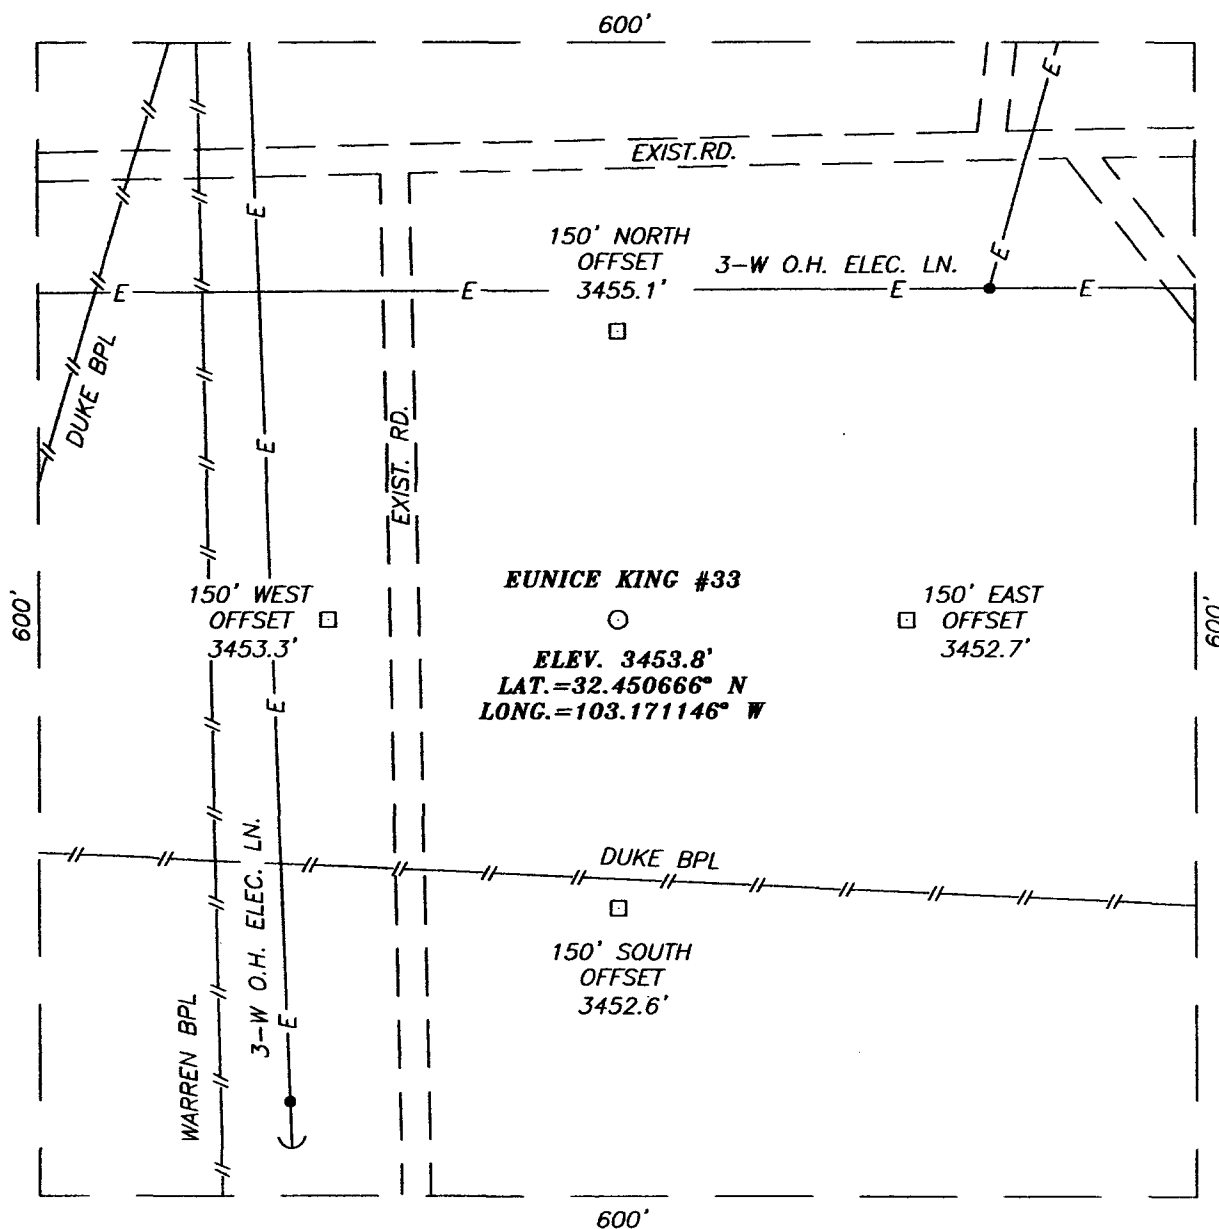 600'
EXIST.RD.
150' NORTH
OFFSET
3455.1'
3-W O.H. ELEC. LN.
E
E
E
E
E
E
E
DUKE BPL
E
EXIST. RD.
600'
150' WEST
OFFSET
3453.3'
EUNICE KING #33
ELEV. 3453.8'
LAT.=32.450666° N
LONG.=103.171146° W
150' EAST
OFFSET
3452.7'
600'
E
DUKE BPL
3-W O.H. ELEC. LN.
150' SOUTH
OFFSET
3452.6'
WARREN BPL
E
600'